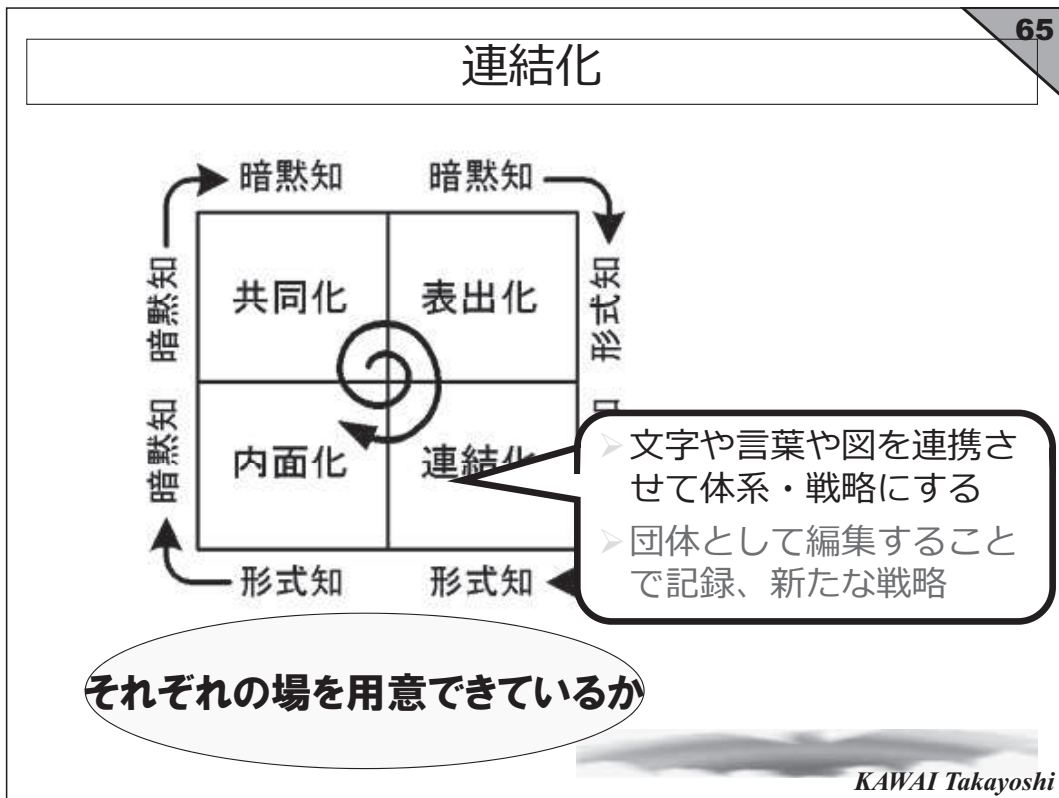 65
連結化
暗黙知 暗黙知
暗黙知
形式知
共同化 表出化
暗黙知
内面化 連結化
文字や言葉や図を連携さ
せて体系・戦略にする
団体として編集すること
で記録、新たな戦略
形式知 形式知
それぞれの場を用意できているか
KAWAI Takayoshi